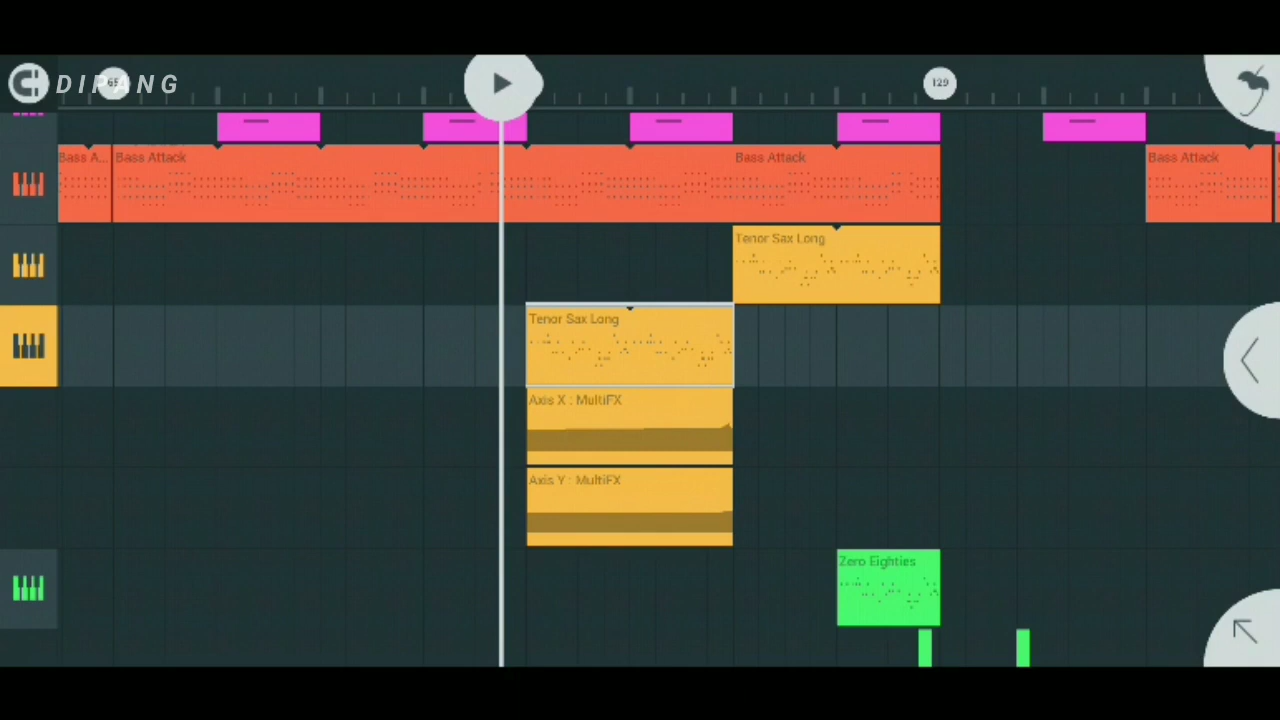 DIPANG
65
129
Bass A...
Bass Attack
Bass Attack
Bass Attack
Tenor Sax Long
Tenor Sax Long
Axis X : MultiFX
Axis Y : MultiFX
Zero Eighties